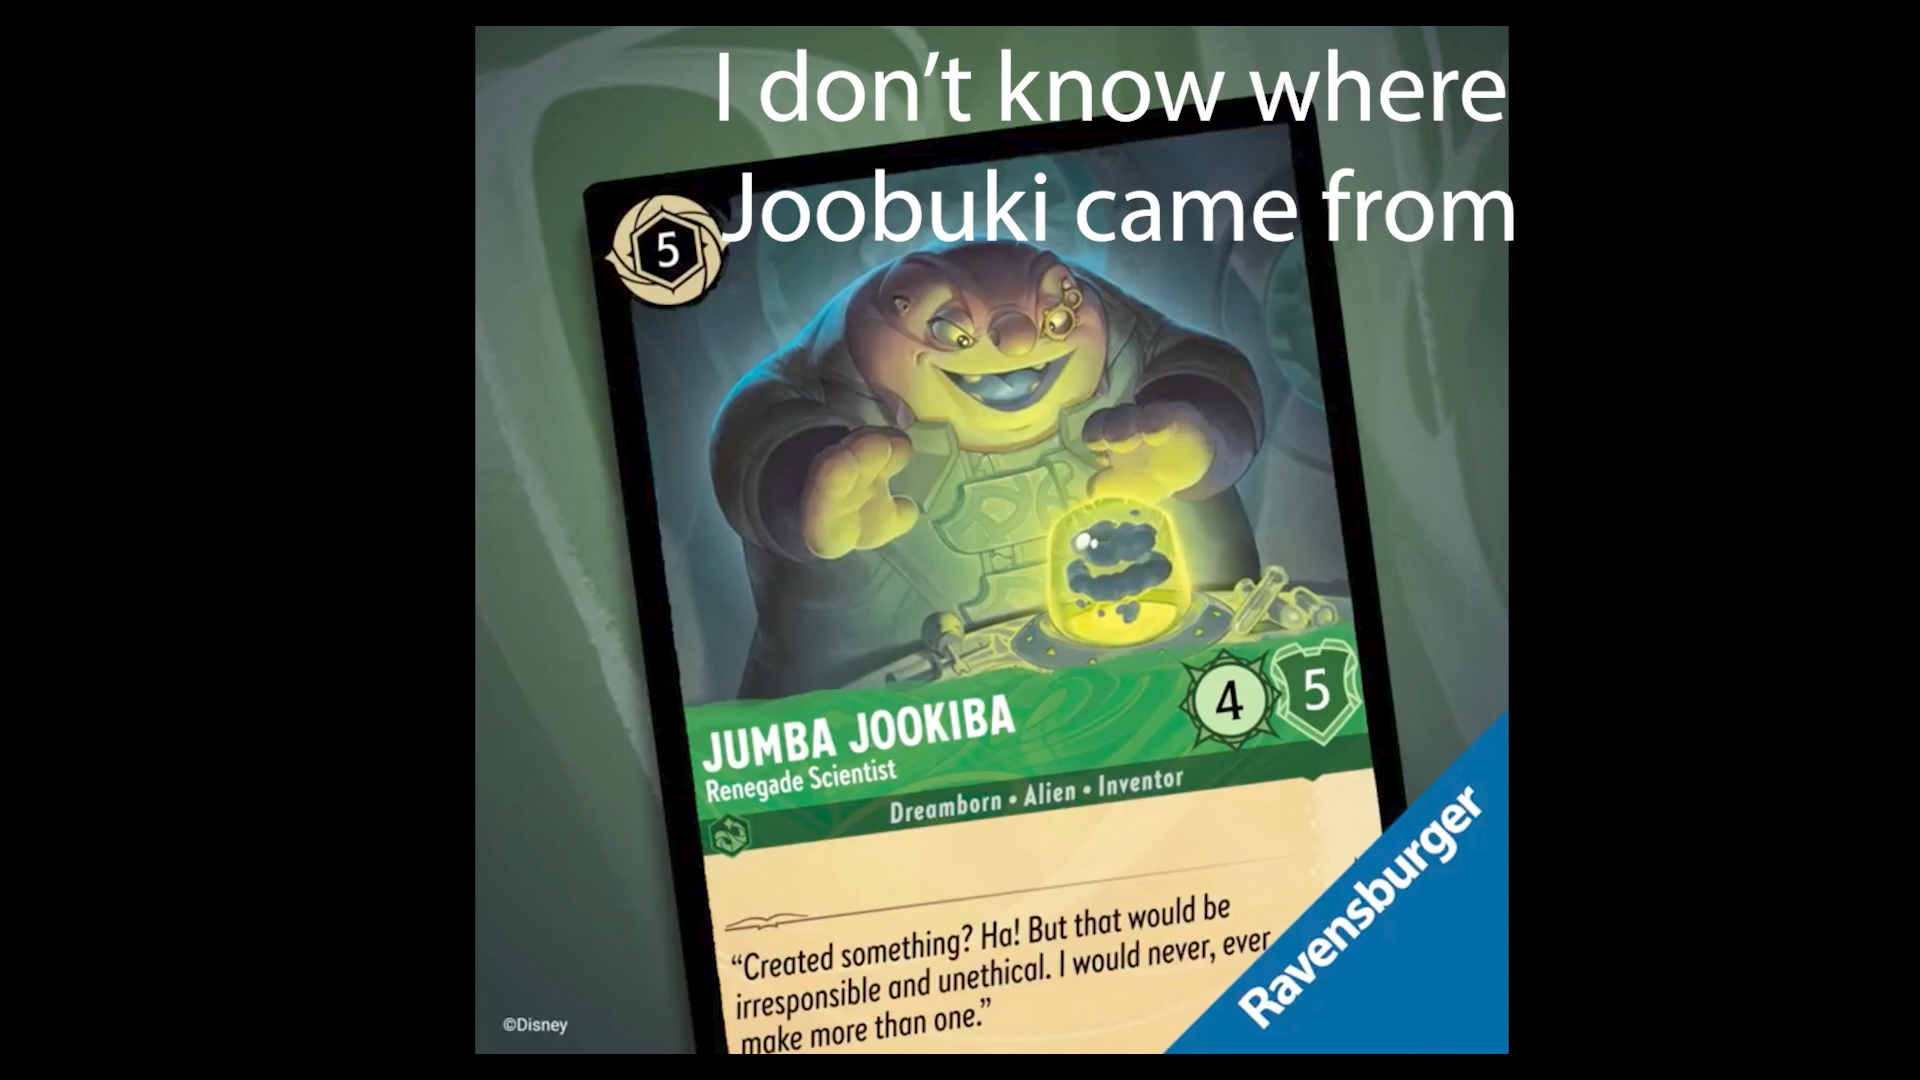 I don’t know where
Joobuki came from
5
4
5
JUMBA JOOKIBA
Renegade Scientist
Dreamborn • Alien • Inventor
“Created something? Ha! But that would be
irresponsible and unethical. I would never, ever
make more than one.”
Ravensburger
©Disney